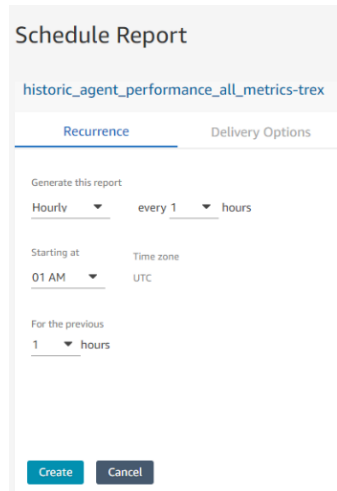 Schedule Report
historic_agent_performance_all_metrics-trex
Recurrence Delivery Options
Generate this report
Hourly every 1 hours
Starting at Time zone
01 AM UTC
For the previous
1 hours
Create Cancel